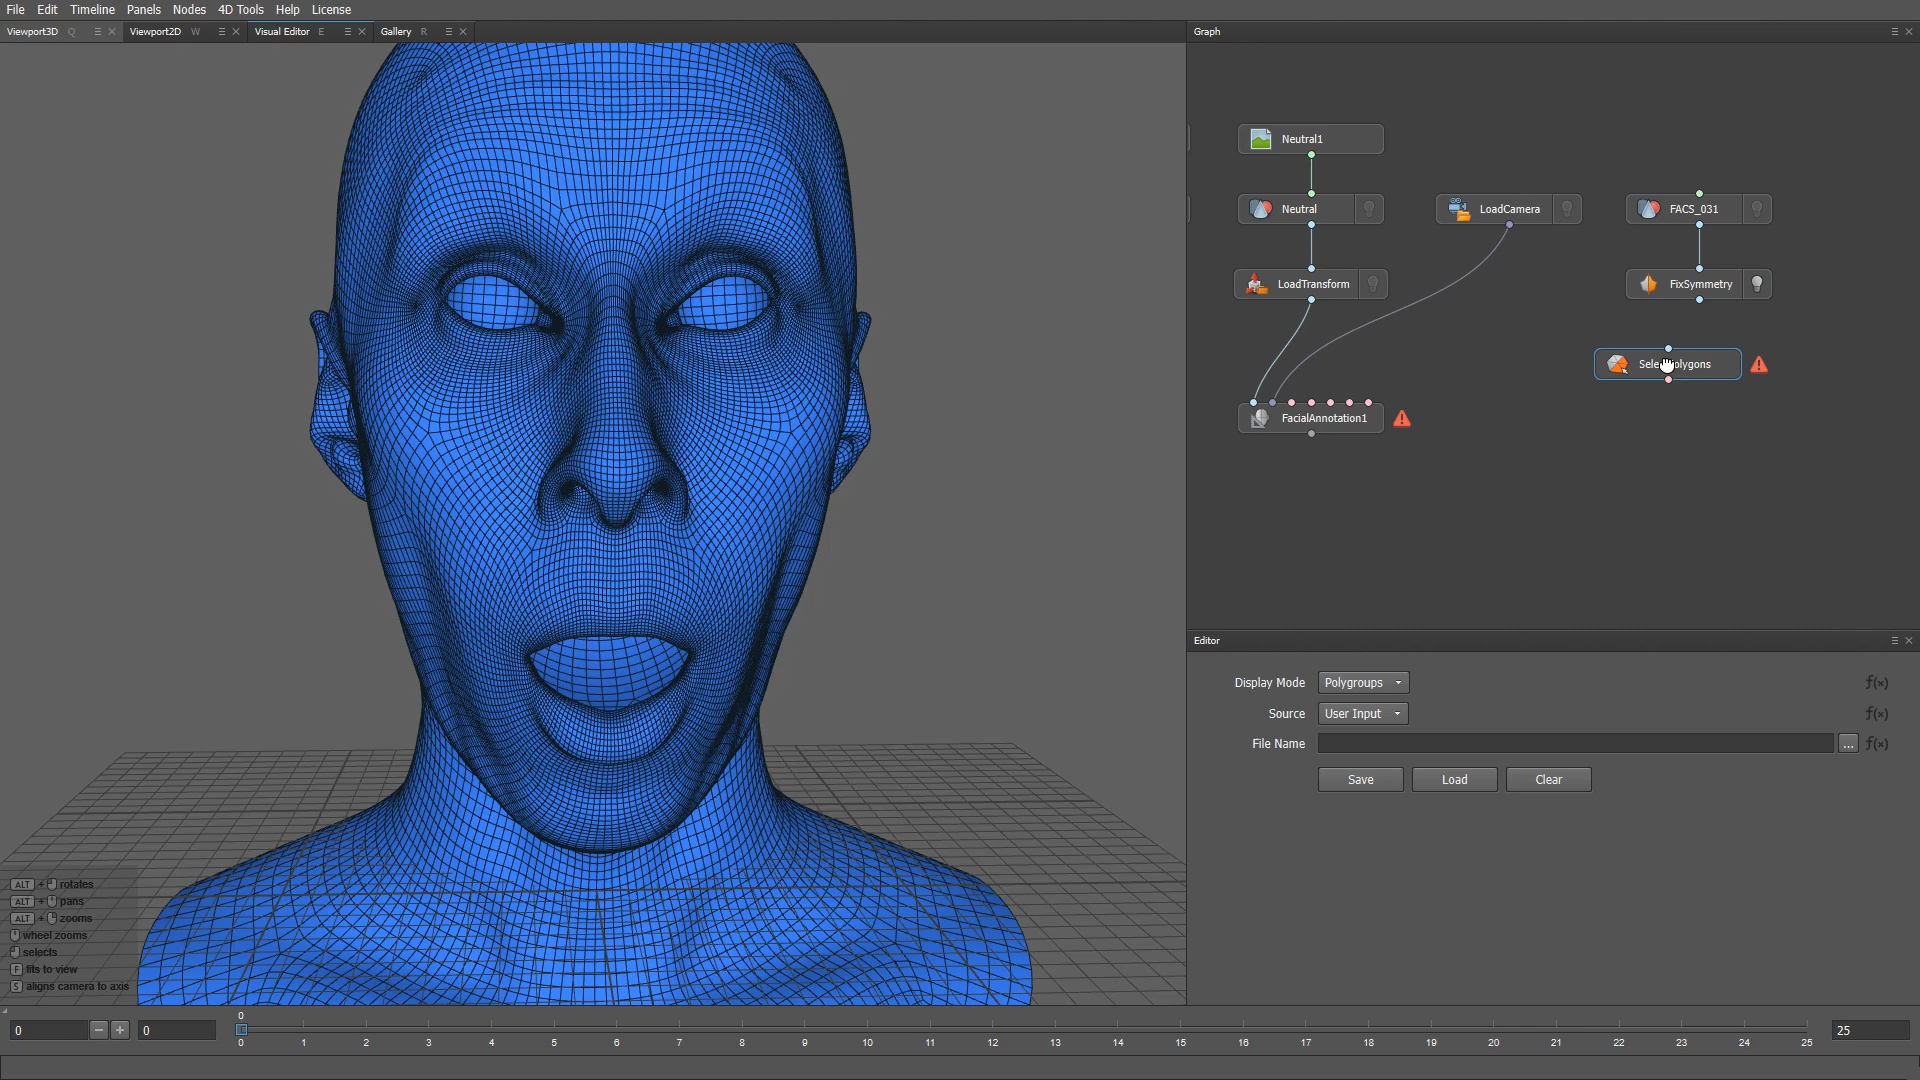 File Edit Timeline Panels Nodes 4D Tools Help License
Viewport3D Q Viewport2D W Visual Editor E Gallery R Graph
Neutral1
Neutral LoadCamera FACS_031
LoadTransform FixSymmetry
FacialAnnotation1
Editor
Display Mode Polygroups f(x)
Source User Input f(x)
File Name ... f(x)
Save Load Clear
ALT + rotates
ALT + pans
ALT + zooms
wheel zooms
selects
F fits to view
S aligns camera to axis
0
0 − + 0 25
0 1 2 3 4 5 6 7 8 9 10 11 12 13 14 15 16 17 18 19 20 21 22 23 24 25